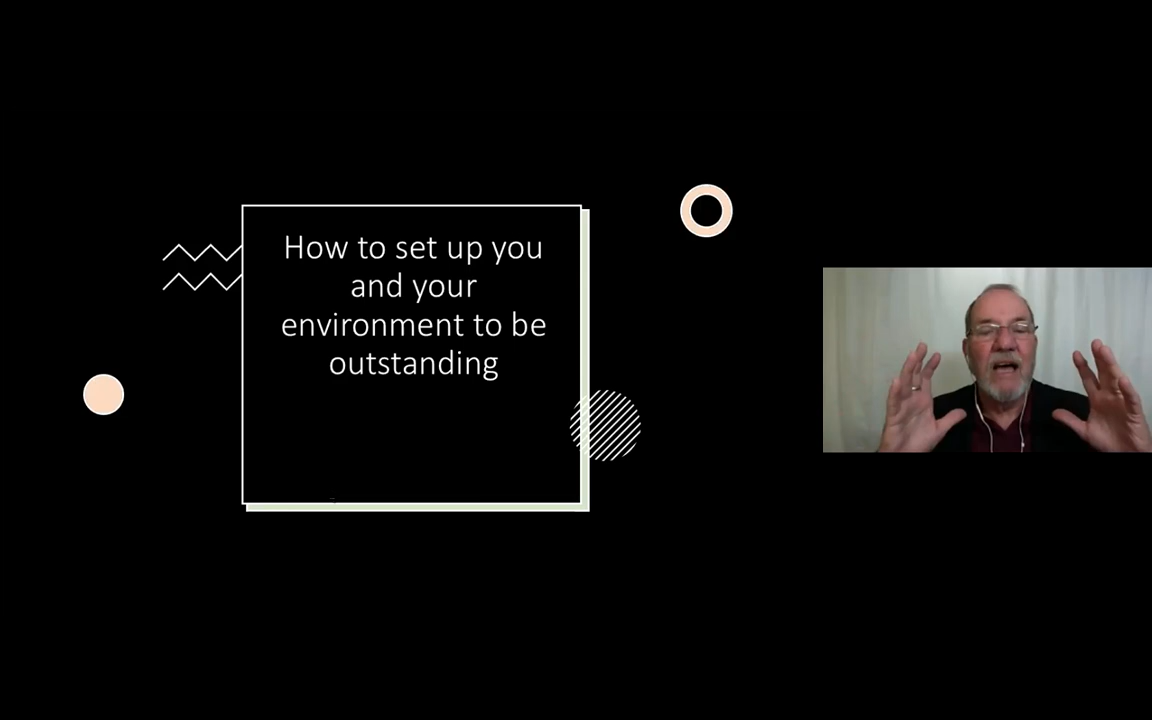 How to set up you
and your
environment to be
outstanding